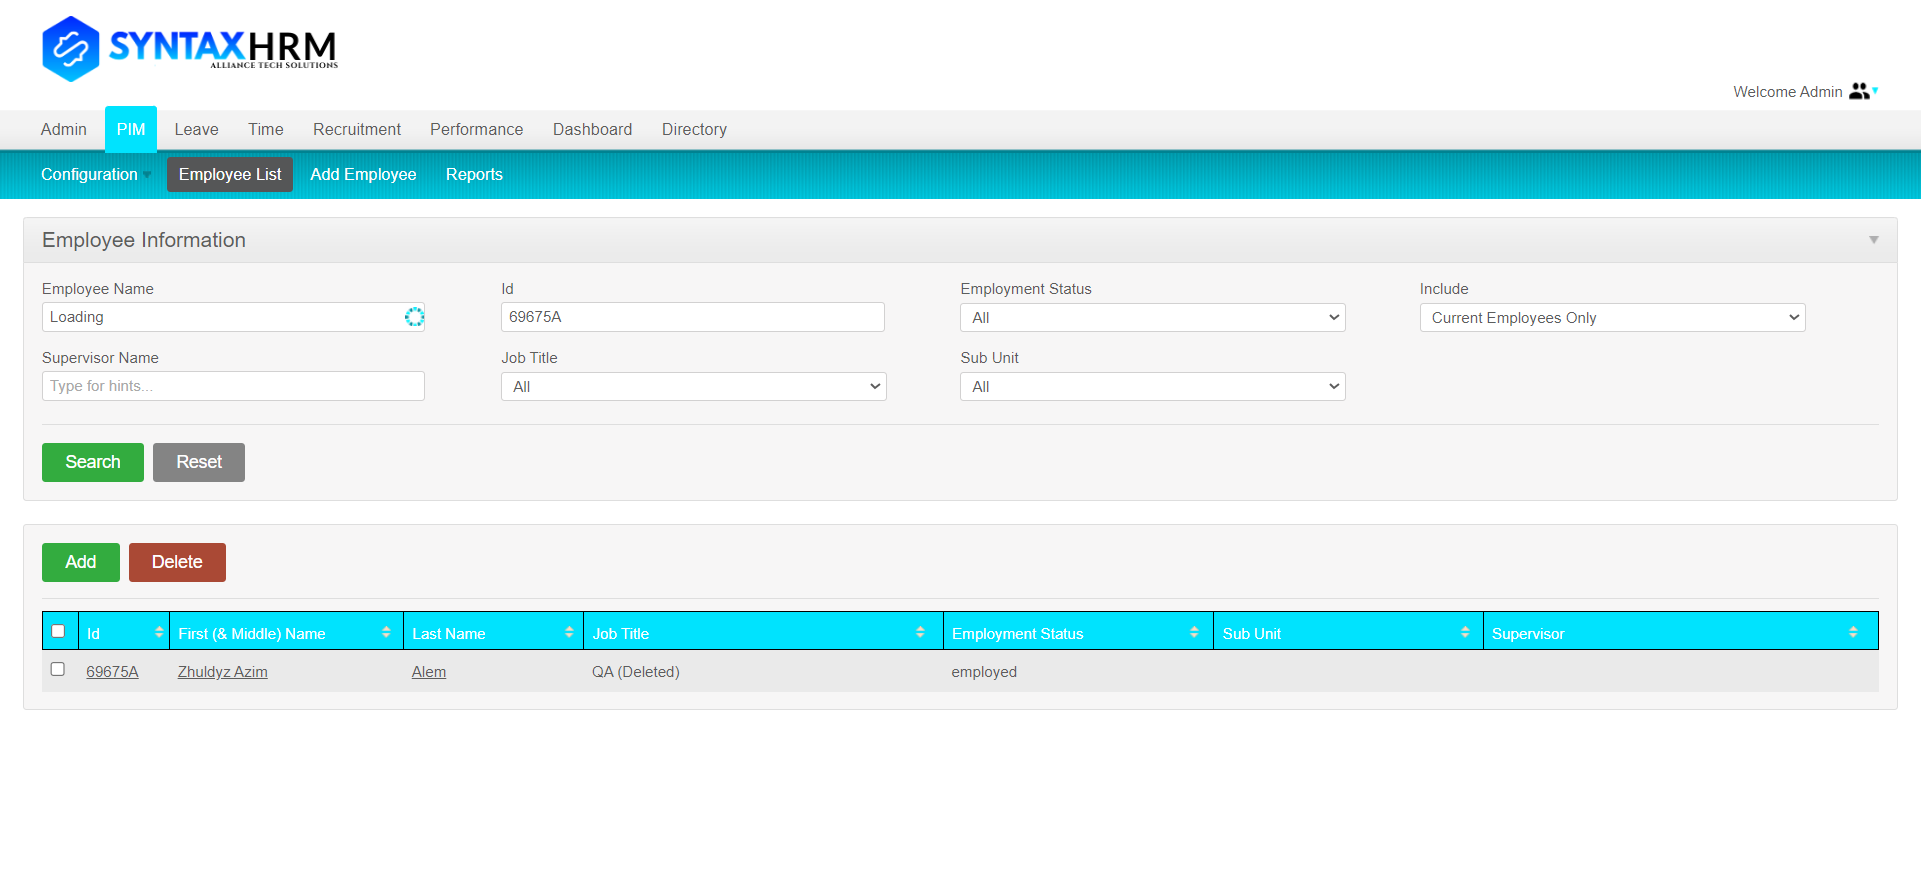 SYNTAXHRM
ALLIANCE TECH SOLUTIONS
Welcome Admin
Admin PIM Leave Time Recruitment Performance Dashboard Directory
Configuration Employee List Add Employee Reports
Employee Information
Employee Name Id Employment Status Include
Loading 69675A All Current Employees Only
Supervisor Name Job Title Sub Unit
Type for hints... All All
Search Reset
Add Delete
Id First (& Middle) Name Last Name Job Title Employment Status Sub Unit Supervisor
69675A Zhuldyz Azim Alem QA (Deleted) employed